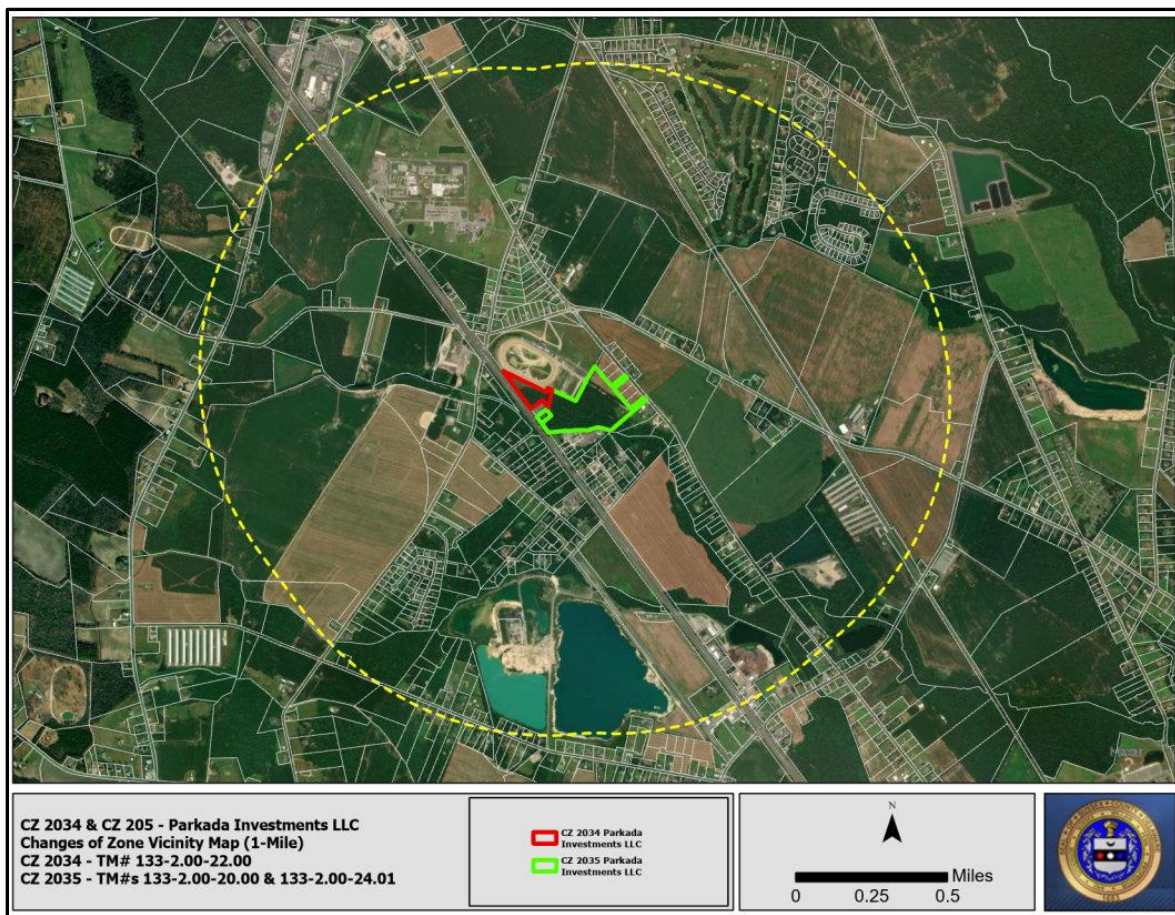 CZ 2034 & CZ 205 - Parkada Investments LLC
Changes of Zone Vicinity Map (1-Mile)
CZ 2034 - TM# 133-2.00-22.00
CZ 2035 - TM#s 133-2.00-20.00 & 133-2.00-24.01
CZ 2034 Parkada
Investments LLC
CZ 2035 Parkada
Investments LLC
N
Miles
0 0.25 0.5